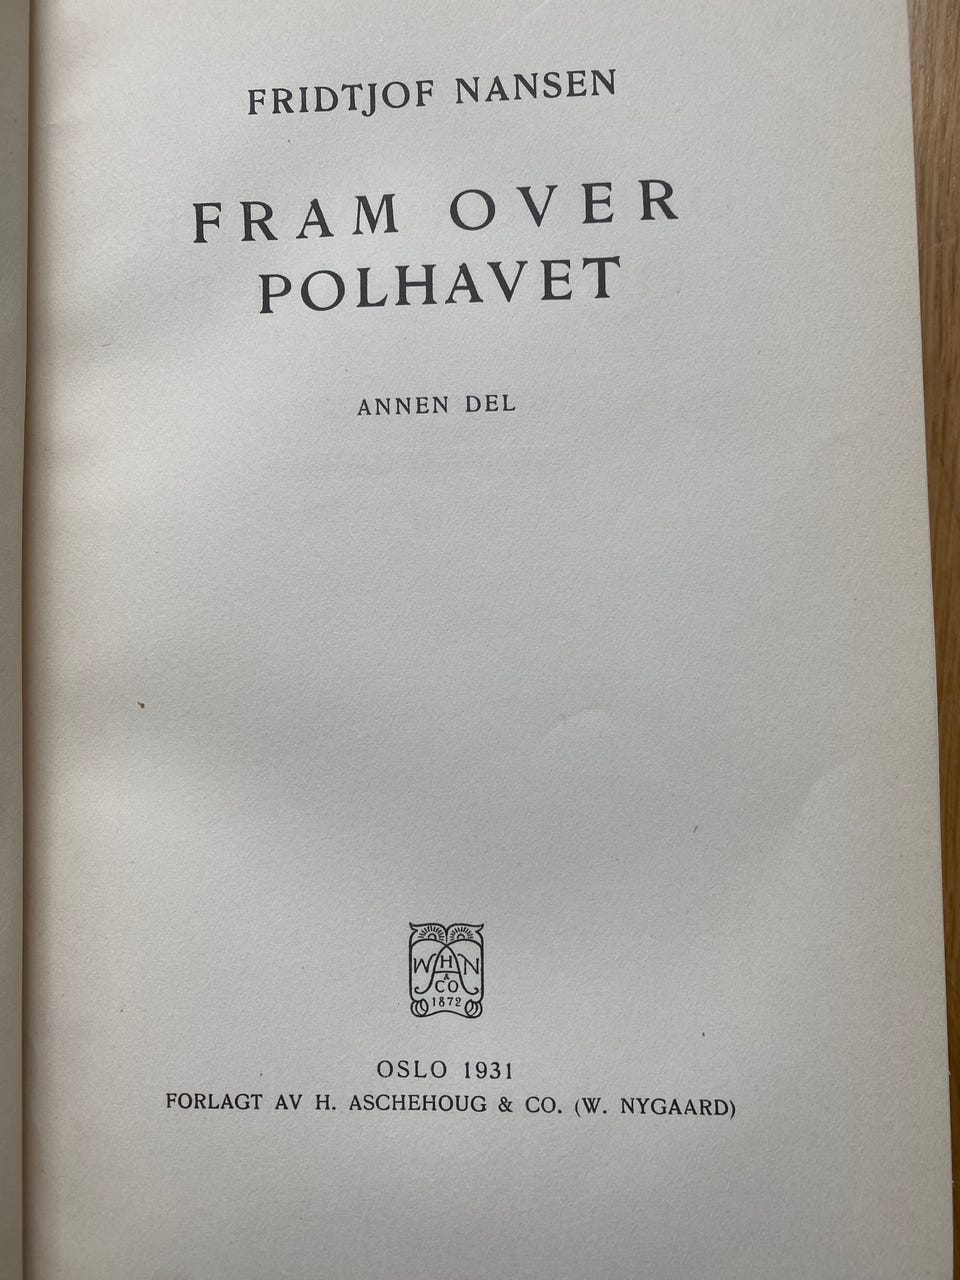 FRIDTJOF NANSEN
FRAM OVER
POLHAVET
ANNEN DEL
W H N
& CO
1872
OSLO 1931
FORLAGT AV H. ASCHEHOUG & CO. (W. NYGAARD)